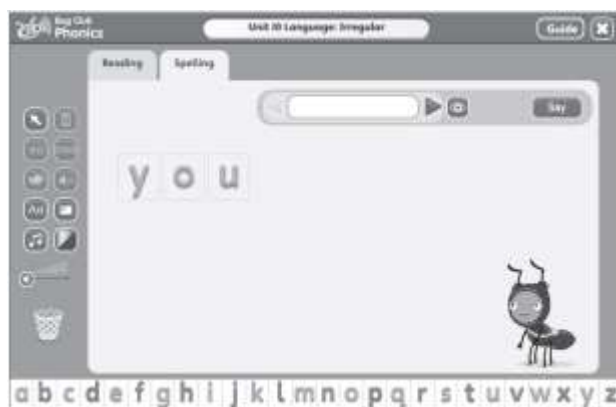 Bug Club
Phonics
Unit 10 Language: Irregular
Guide
Reading
Spelling
Say
y o u
a b c d e f g h i j k l m n o p q r s t u v w x y z